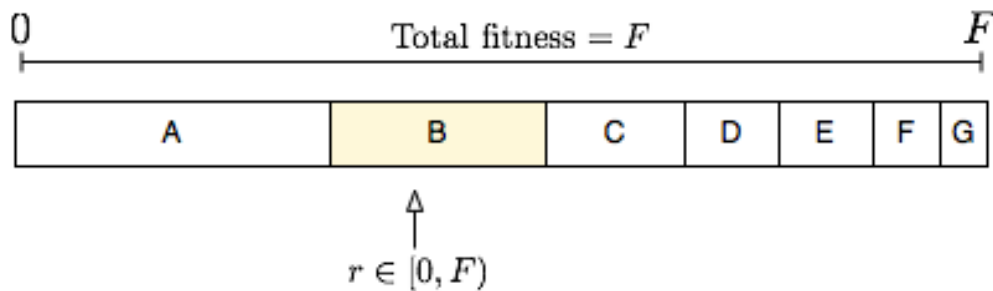 0 Total fitness = F F
A B C D E F G
r ∈ [0, F)